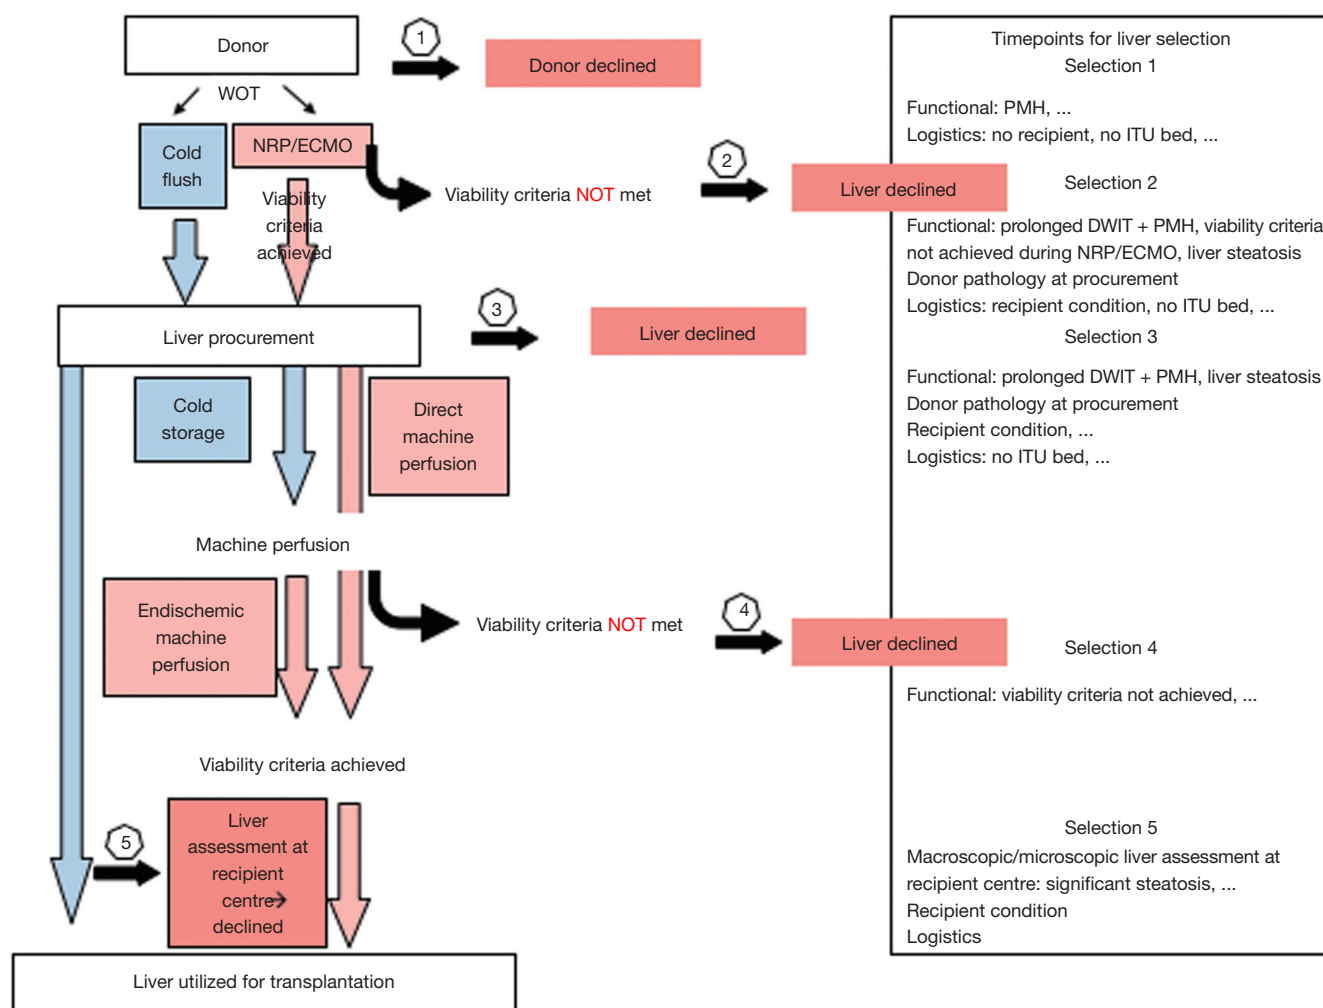 Donor
1
Donor declined
WOT
Cold
flush
NRP/ECMO
Viability
criteria
achieved
Viability criteria NOT met
2
Liver declined
Liver procurement
3
Liver declined
Cold
storage
Direct
machine
perfusion
Machine perfusion
Endischemic
machine
perfusion
Viability criteria NOT met
4
Liver declined
Viability criteria achieved
5
Liver
assessment at
recipient
centre→
declined
Liver utilized for transplantation
Timepoints for liver selection
Selection 1
Functional: PMH, ...
Logistics: no recipient, no ITU bed, ...
Selection 2
Functional: prolonged DWIT + PMH, viability criteria
not achieved during NRP/ECMO, liver steatosis
Donor pathology at procurement
Logistics: recipient condition, no ITU bed, ...
Selection 3
Functional: prolonged DWIT + PMH, liver steatosis
Donor pathology at procurement
Recipient condition, ...
Logistics: no ITU bed, ...
Selection 4
Functional: viability criteria not achieved, ...
Selection 5
Macroscopic/microscopic liver assessment at
recipient centre: significant steatosis, ...
Recipient condition
Logistics